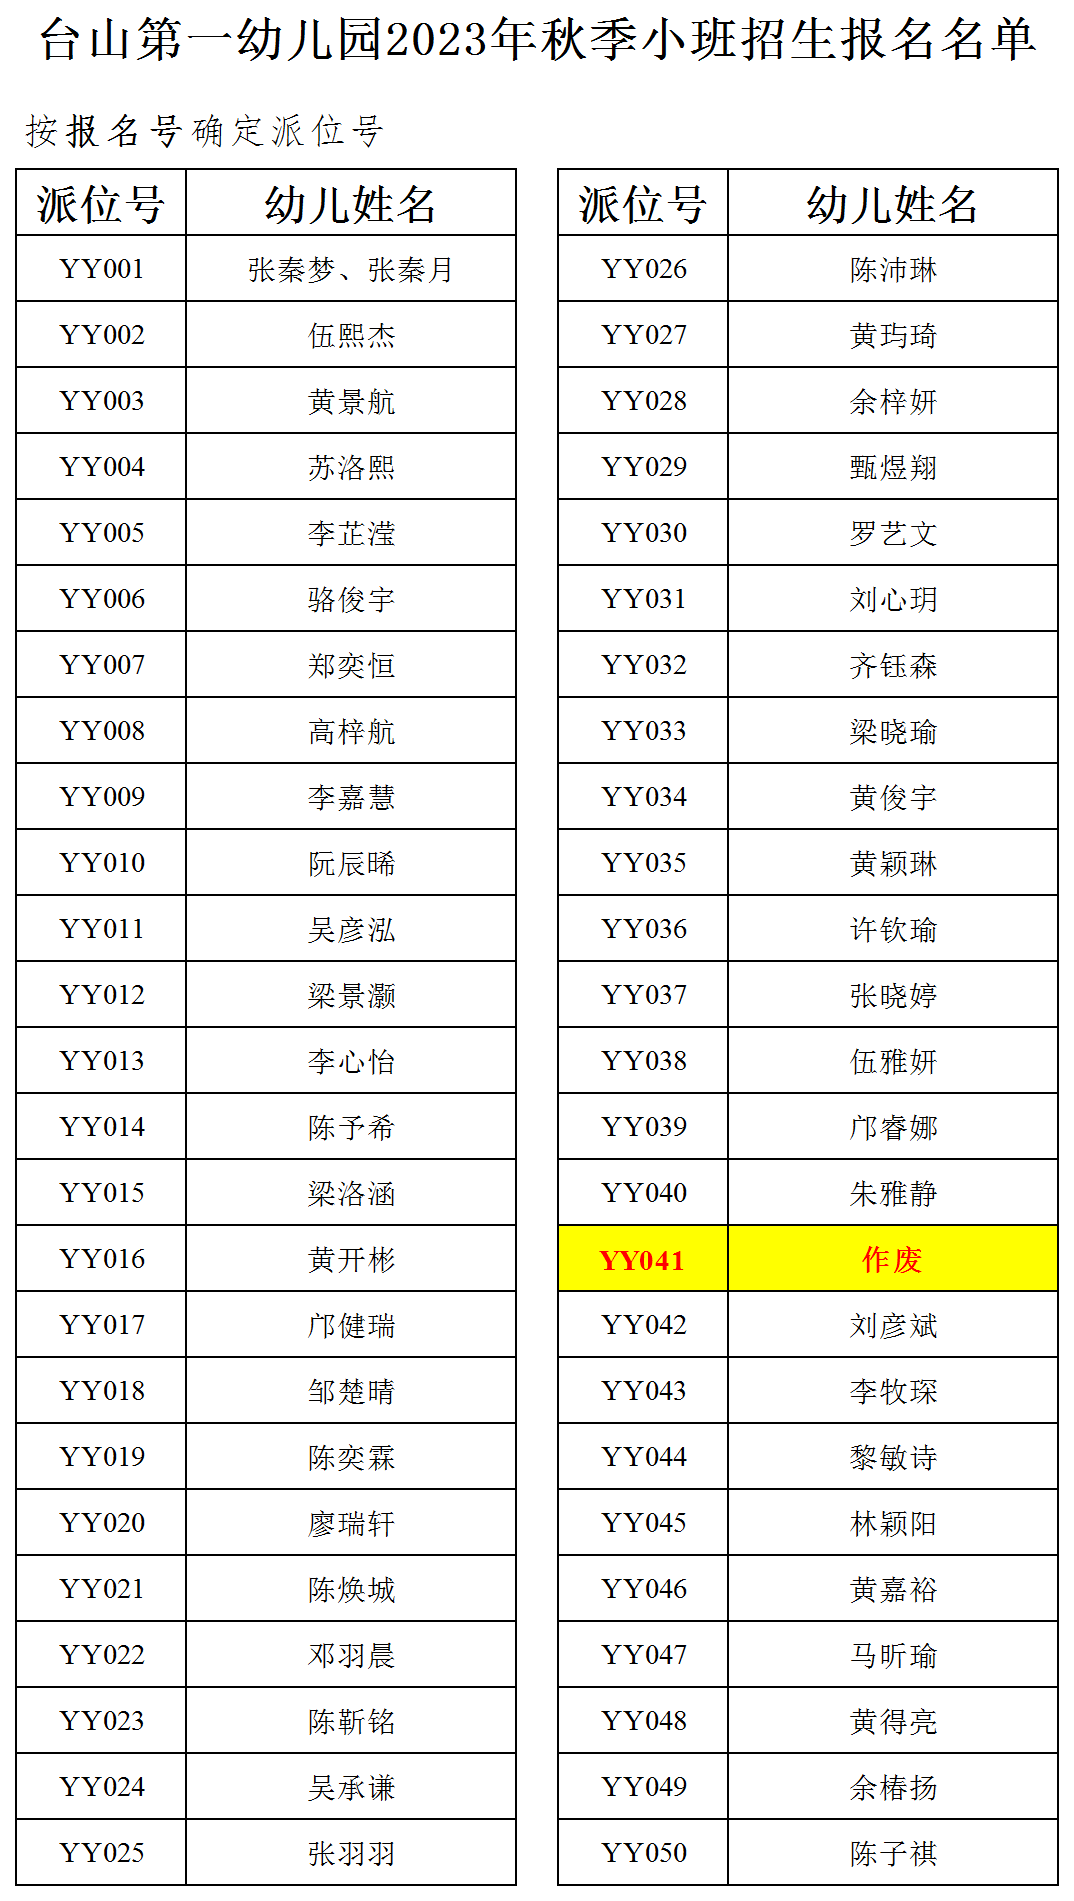 台山第一幼儿园2023年秋季小班招生报名名单
按报名号确定派位号
派位号 幼儿姓名 派位号 幼儿姓名
YY001 张秦梦、张秦月 YY026 陈沛琳
YY002 伍熙杰 YY027 黄玙琦
YY003 黄景航 YY028 余梓妍
YY004 苏洛熙 YY029 甄煜翔
YY005 李芷滢 YY030 罗艺文
YY006 骆俊宇 YY031 刘心玥
YY007 郑奕恒 YY032 齐钰森
YY008 高梓航 YY033 梁晓瑜
YY009 李嘉慧 YY034 黄俊宇
YY010 阮辰晞 YY035 黄颖琳
YY011 吴彦泓 YY036 许钦瑜
YY012 梁景灏 YY037 张晓婷
YY013 李心怡 YY038 伍雅妍
YY014 陈予希 YY039 邝睿娜
YY015 梁洛涵 YY040 朱雅静
YY016 黄开彬 YY041 作废
YY017 邝健瑞 YY042 刘彦斌
YY018 邹楚晴 YY043 李牧琛
YY019 陈奕霖 YY044 黎敏诗
YY020 廖瑞轩 YY045 林颖阳
YY021 陈焕城 YY046 黄嘉裕
YY022 邓羽晨 YY047 马昕瑜
YY023 陈靳铭 YY048 黄得亮
YY024 吴承谦 YY049 余椿扬
YY025 张羽羽 YY050 陈子祺